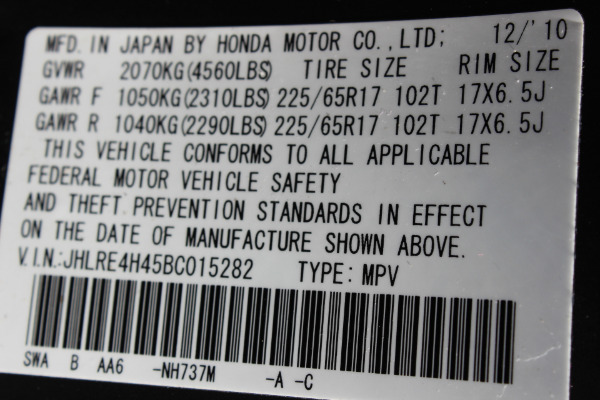 MFD. IN JAPAN BY HONDA MOTOR CO.,LTD; 12/'10
GVWR 2070KG(4560LBS) TIRE SIZE RIM SIZE
GAWR F 1050KG(2310LBS) 225/65R17 102T 17X6.5J
GAWR R 1040KG(2290LBS) 225/65R17 102T 17X6.5J
THIS VEHICLE CONFORMS TO ALL APPLICABLE
FEDERAL MOTOR VEHICLE SAFETY
AND THEFT PREVENTION STANDARDS IN EFFECT
ON THE DATE OF MANUFACTURE SHOWN ABOVE.
V.I.N.:JHLRE4H45BC015282 TYPE: MPV
SWA B AA6 -NH737M -A -C